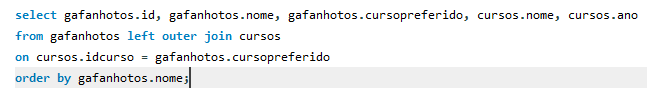 select gafanhotos.id, gafanhotos.nome, gafanhotos.cursopreferido, cursos.nome, cursos.ano
from gafanhotos left outer join cursos
on cursos.idcurso = gafanhotos.cursopreferido
order by gafanhotos.nome;